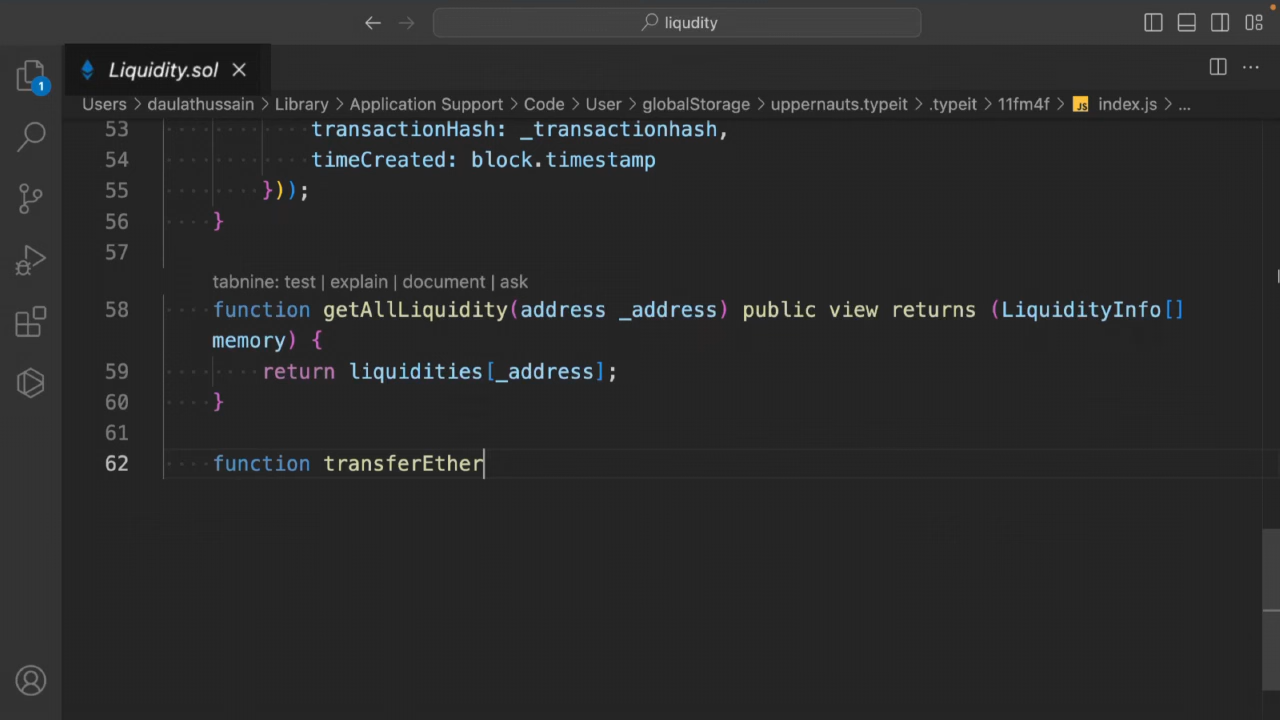 liqudity
Liquidity.sol
1
Users > daulathussain > Library > Application Support > Code > User > globalStorage > uppernauts.typeit > .typeit > 11fm4f > JS index.js > ...
53 transactionHash: _transactionhash,
54 timeCreated: block.timestamp
55 }));
56 }
57
tabnine: test | explain | document | ask
58 function getAllLiquidity(address _address) public view returns (LiquidityInfo[]
memory) {
59 return liquidities[_address];
60 }
61
62 function transferEther